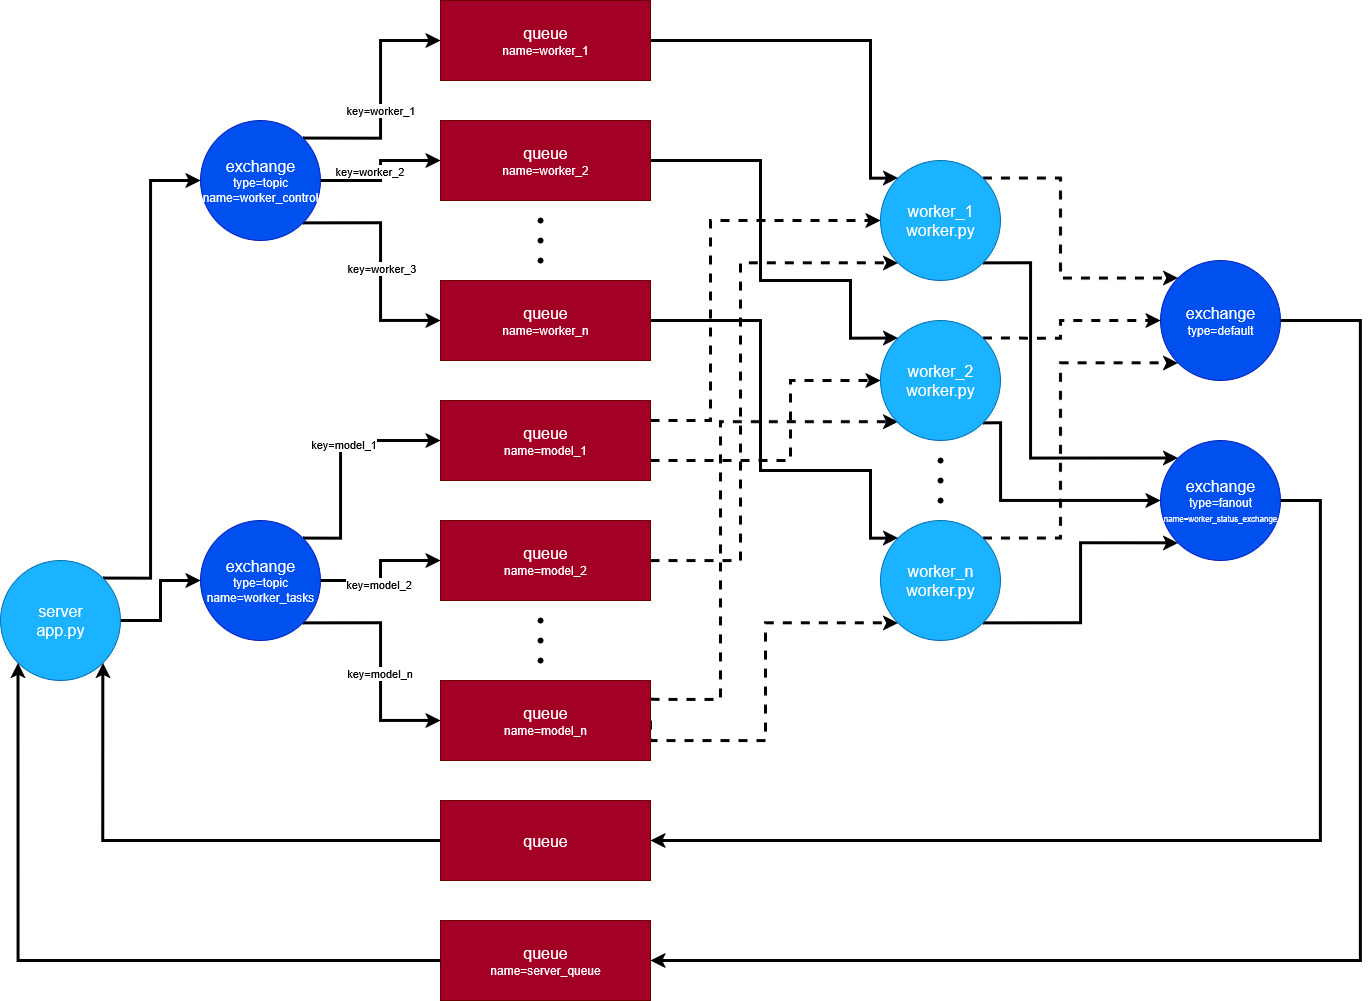 queue
name=worker_1
key=worker_1
exchange
type=topic
name=worker_control
key=worker_2
queue
name=worker_2
key=worker_3
queue
name=worker_n
worker_1
worker.py
worker_2
worker.py
worker_n
worker.py
exchange
type=default
exchange
type=fanout
name=worker_status_exchange
key=model_1
queue
name=model_1
server
app.py
exchange
type=topic
name=worker_tasks
key=model_2
queue
name=model_2
key=model_n
queue
name=model_n
queue
queue
name=server_queue